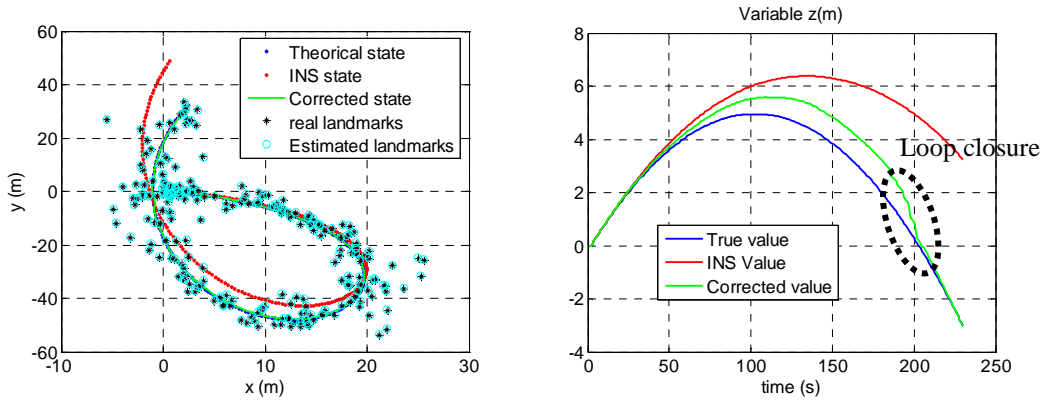 60
40
20
0
-20
-40
-60
-10
0
10
20
30
x (m)
y (m)
Theorical state
INS state
Corrected state
real landmarks
Estimated landmarks
Variable z(m)
8
6
4
2
0
-2
-4
0
50
100
150
200
250
time (s)
Loop closure
True value
INS Value
Corrected value